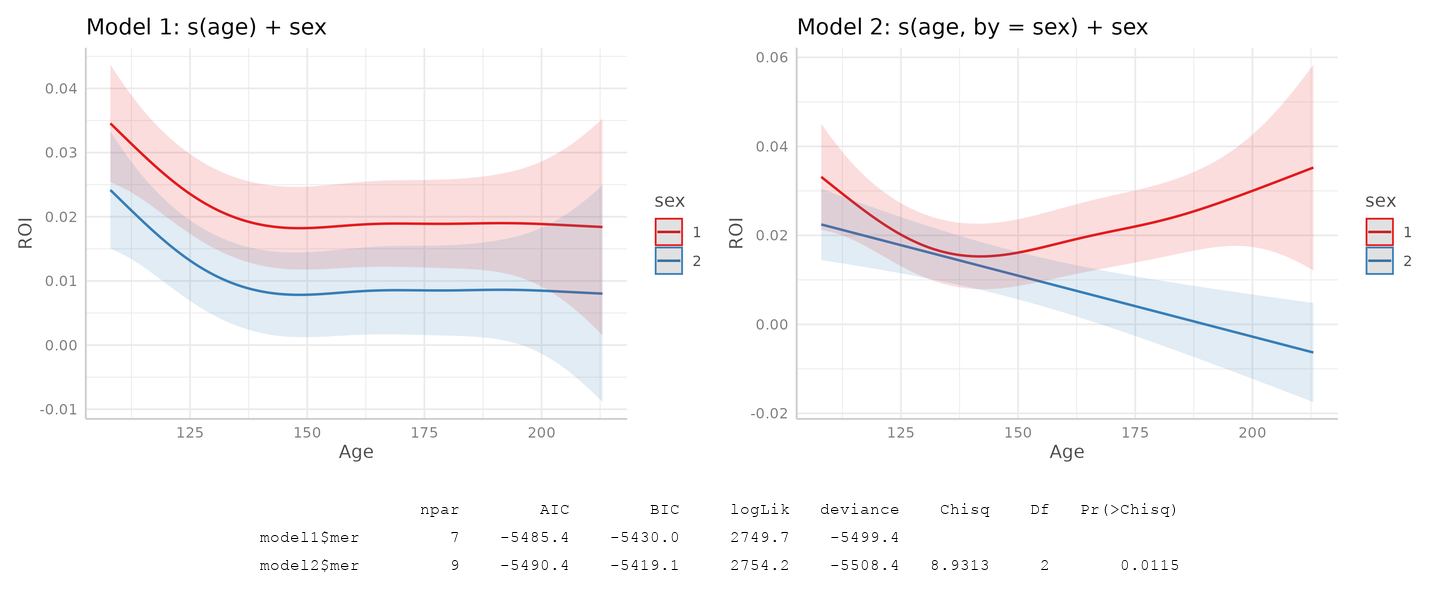 Model 1: s(age) + sex
0.04
0.03
0.02
0.01
0.00
-0.01
ROI
125 150 175 200
Age
sex
1
2
Model 2: s(age, by = sex) + sex
0.06
0.04
0.02
0.00
-0.02
ROI
125 150 175 200
Age
sex
1
2
npar AIC BIC logLik deviance Chisq Df Pr(>Chisq)
model1$mer 7 -5485.4 -5430.0 2749.7 -5499.4
model2$mer 9 -5490.4 -5419.1 2754.2 -5508.4 8.9313 2 0.0115